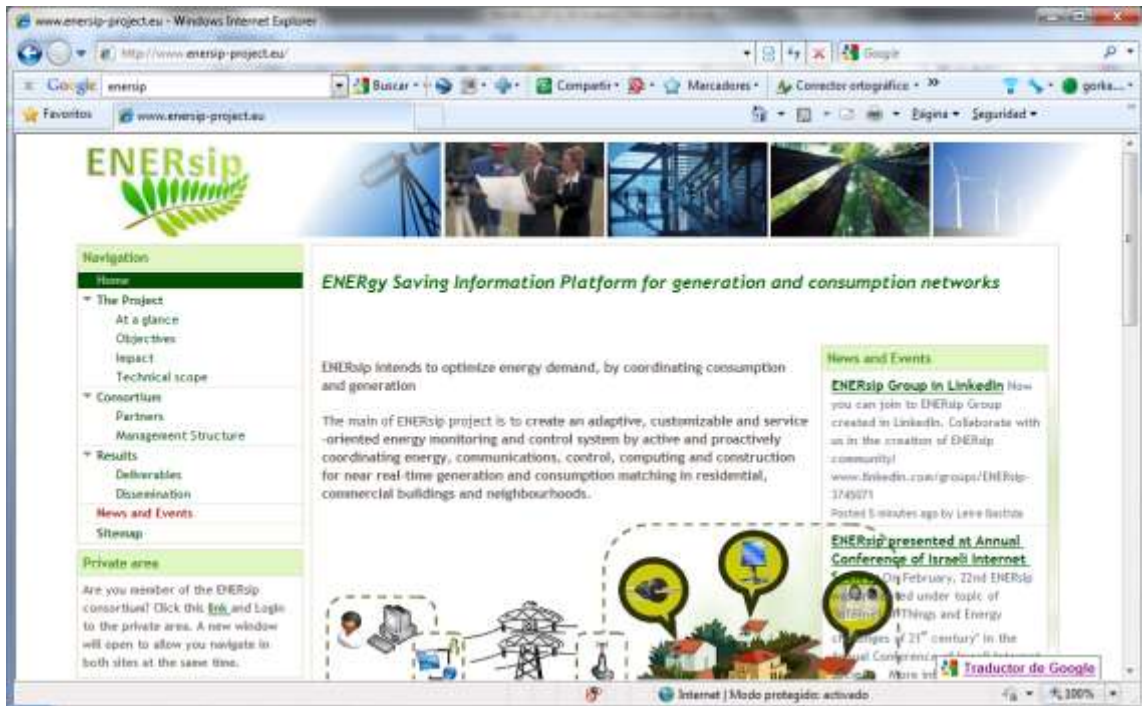 www.enersip-project.eu - Windows Internet Explorer
http://www.enersip-project.eu/
Google
Google
enersip
Buscar
Compartir
Marcadores
Corrector ortográfico
gorka...
Favoritos
www.enersip-project.eu
Página
Seguridad
ENERsip
Navigation
Home
The Project
At a glance
Objectives
Impact
Technical scope
Consortium
Partners
Management Structure
Results
Deliverables
Dissemination
News and Events
Sitemap
Private area
Are you member of the ENERsip
consortium? Click this link and Login
to the private area. A new window
will open to allow you navigate in
both sites at the same time.
ENERgy Saving Information Platform for generation and consumption networks
ENERsip intends to optimize energy demand, by coordinating consumption
and generation
The main of ENERsip project is to create an adaptive, customizable and service
-oriented energy monitoring and control system by active and proactively
coordinating energy, communications, control, computing and construction
for near real-time generation and consumption matching in residential,
commercial buildings and neighbourhoods.
News and Events
ENERsip Group in LinkedIn Now
you can join to ENERsip Group
created in LinkedIn. Collaborate with
us in the creation of ENERsip
community!
www.linkedin.com/groups/ENERsip-
3745071
Posted 5 minutes ago by Leire Bastida
ENERsip presented at Annual
Conference of Israeli Internet
On February, 22nd ENERsip
under topic of
Things and Energy
of 21st century" in the
More
Traductor de Google
Internet | Modo protegido: activado
100%